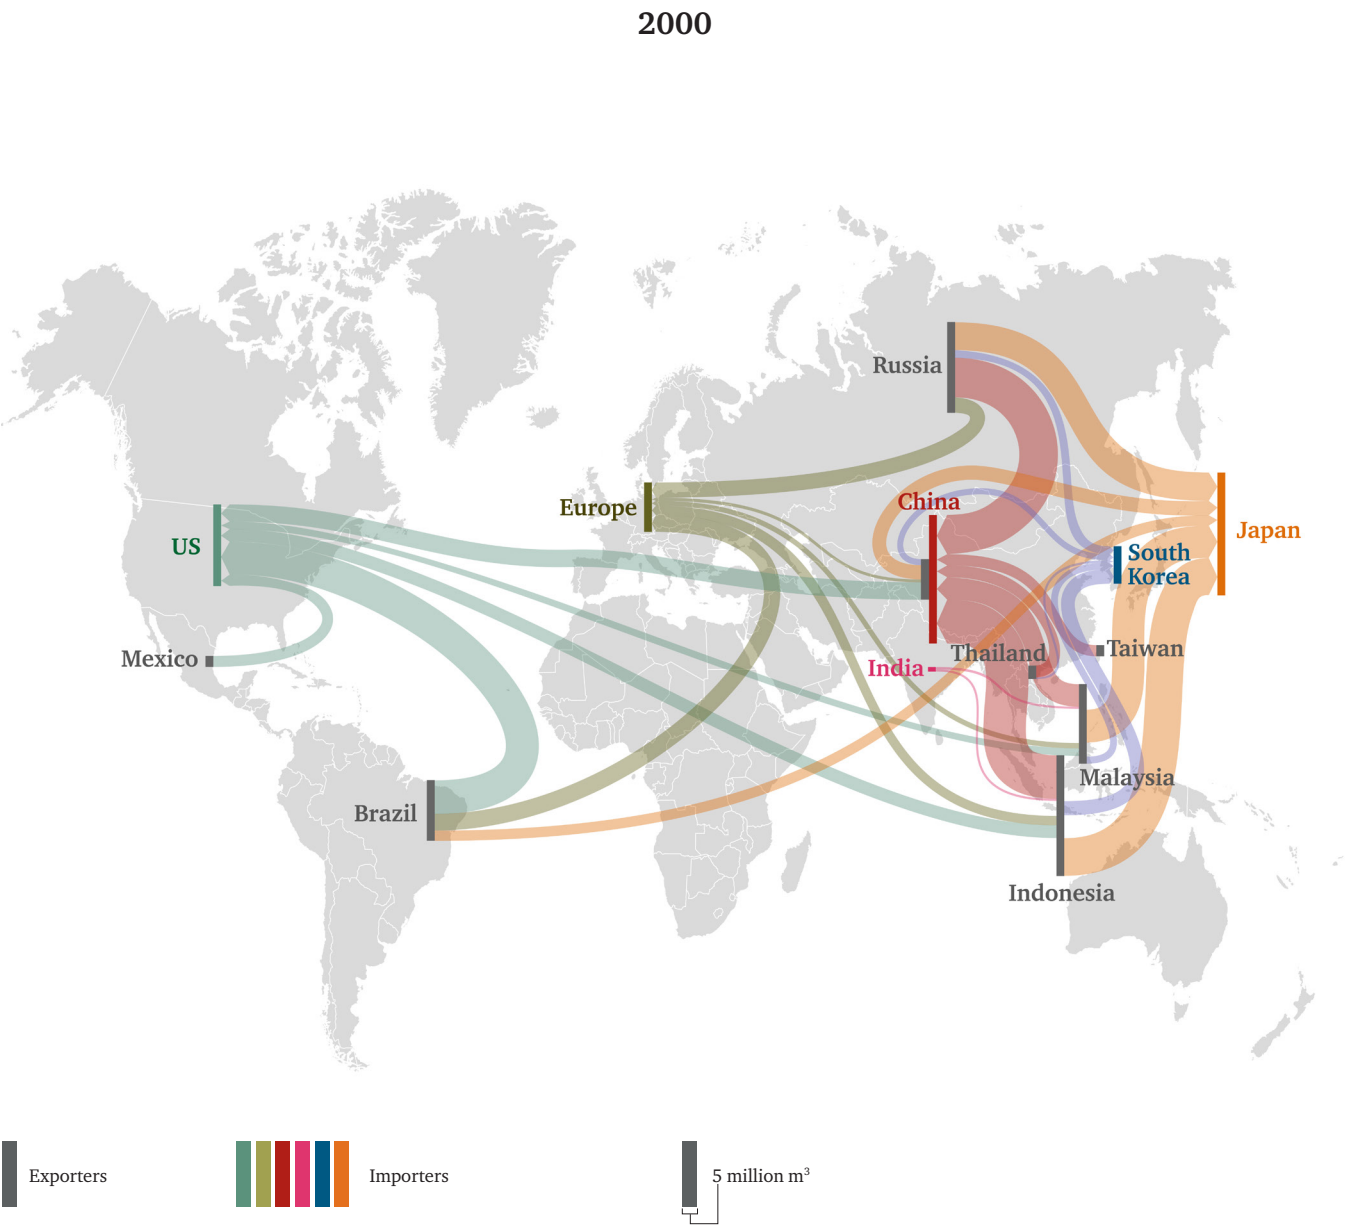 2000
Russia
China
Europe
Japan
US
South
Korea
Mexico
Thailand
Taiwan
India
Malaysia
Brazil
Indonesia
Exporters
Importers
5 million m³